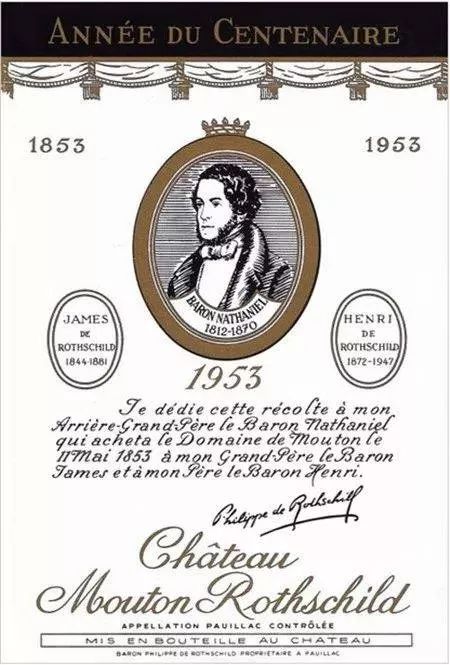 ANNÉE DU CENTENAIRE
1853
1953
BARON NATHANIEL
1812-1870
JAMES
DE
ROTHSCHILD
1844-1881
HENRI
DE
ROTHSCHILD
1872-1947
1953
Je dédie cette récolte à mon
Arrière-Grand-Père le Baron Nathaniel
qui acheta le Domaine de Mouton le
11 Mai 1853 à mon Grand-Père le Baron
James et à mon Père le Baron Henri.
Philippe de Rothschild
Château
Mouton Rothschild
APPELLATION PAUILLAC CONTRÔLÉE
MIS EN BOUTEILLE AU CHATEAU
BARON PHILIPPE DE ROTHSCHILD PROPRIÉTAIRE A PAUILLAC